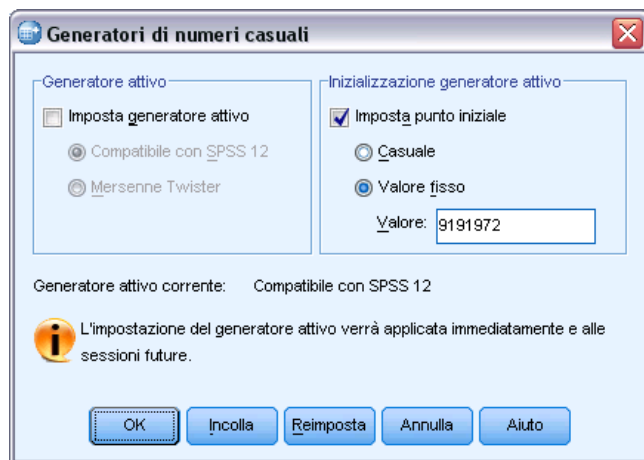 Generatori di numeri casuali
Generatore attivo
Imposta generatore attivo
Compatibile con SPSS 12
Mersenne Twister
Inizializzazione generatore attivo
Imposta punto iniziale
Casuale
Valore fisso
Valore: 9191972
Generatore attivo corrente: Compatibile con SPSS 12
L'impostazione del generatore attivo verrà applicata immediatamente e alle
sessioni future.
OK Incolla Reimposta Annulla Aiuto